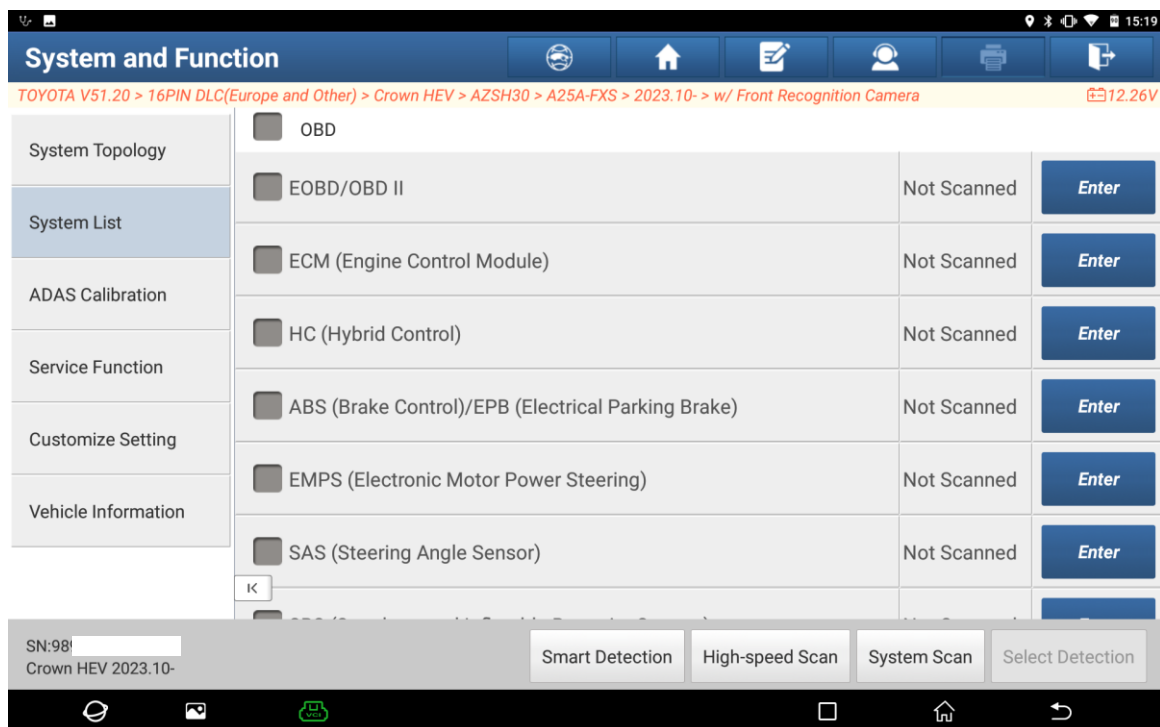 15:19
System and Function
TOYOTA V51.20 > 16PIN DLC(Europe and Other) > Crown HEV > AZSH30 > A25A-FXS > 2023.10- > w/ Front Recognition Camera
12.26V
System Topology
System List
ADAS Calibration
Service Function
Customize Setting
Vehicle Information
OBD
EOBD/OBD II Not Scanned Enter
ECM (Engine Control Module) Not Scanned Enter
HC (Hybrid Control) Not Scanned Enter
ABS (Brake Control)/EPB (Electrical Parking Brake) Not Scanned Enter
EMPS (Electronic Motor Power Steering) Not Scanned Enter
SAS (Steering Angle Sensor) Not Scanned Enter
SN:98
Crown HEV 2023.10-
Smart Detection High-speed Scan System Scan Select Detection
VCI